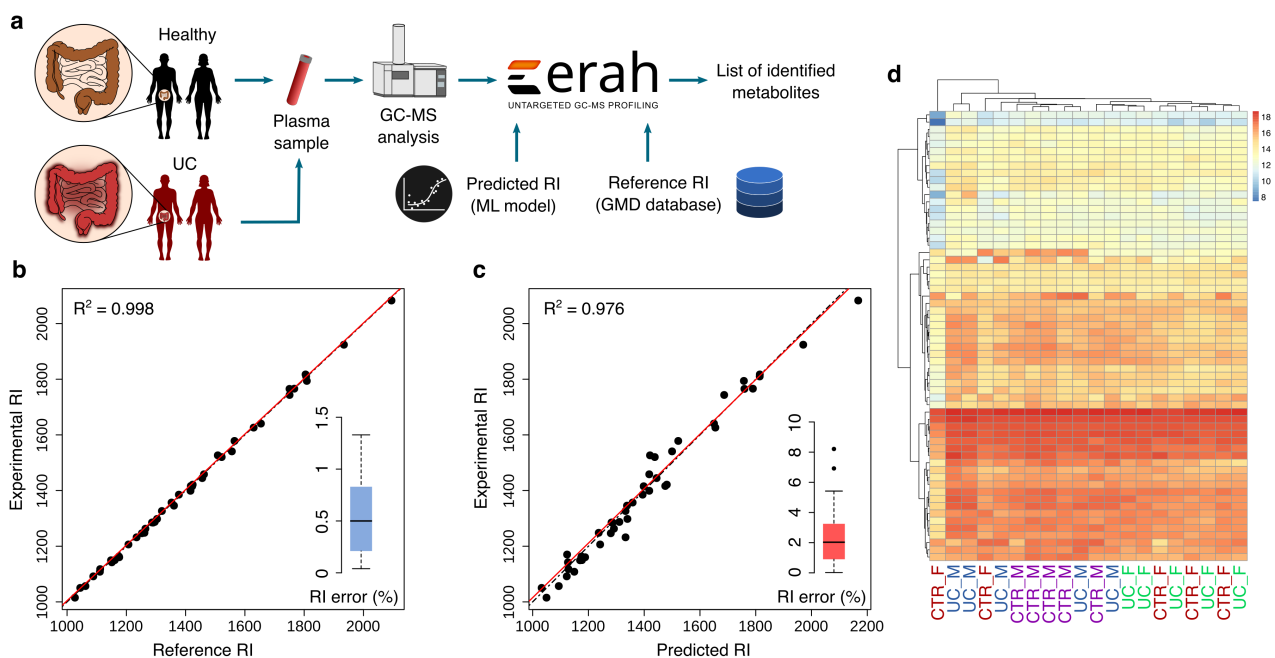 a
Healthy
UC
Plasma
sample
GC-MS
analysis
erah
UNTARGETED GC-MS PROFILING
List of identified
metabolites
Predicted RI
(ML model)
Reference RI
(GMD database)
b
R² = 0.998
Experimental RI
2000
1800
1600
1400
1200
1000
1.5
1
0.5
0
RI error (%)
1000 1200 1400 1600 1800 2000
Reference RI
c
R² = 0.976
Experimental RI
2000
1800
1600
1400
1200
1000
10
8
6
4
2
0
RI error (%)
1000 1200 1400 1600 1800 2000 2200
Predicted RI
d
18
16
14
12
10
8
CTR_F
UC_M
UC_M
CTR_F
UC_M
CTR_M
CTR_M
CTR_M
CTR_M
UC_M
CTR_M
UC_M
UC_F
UC_F
CTR_F
UC_F
CTR_F
UC_F
CTR_F
UC_F